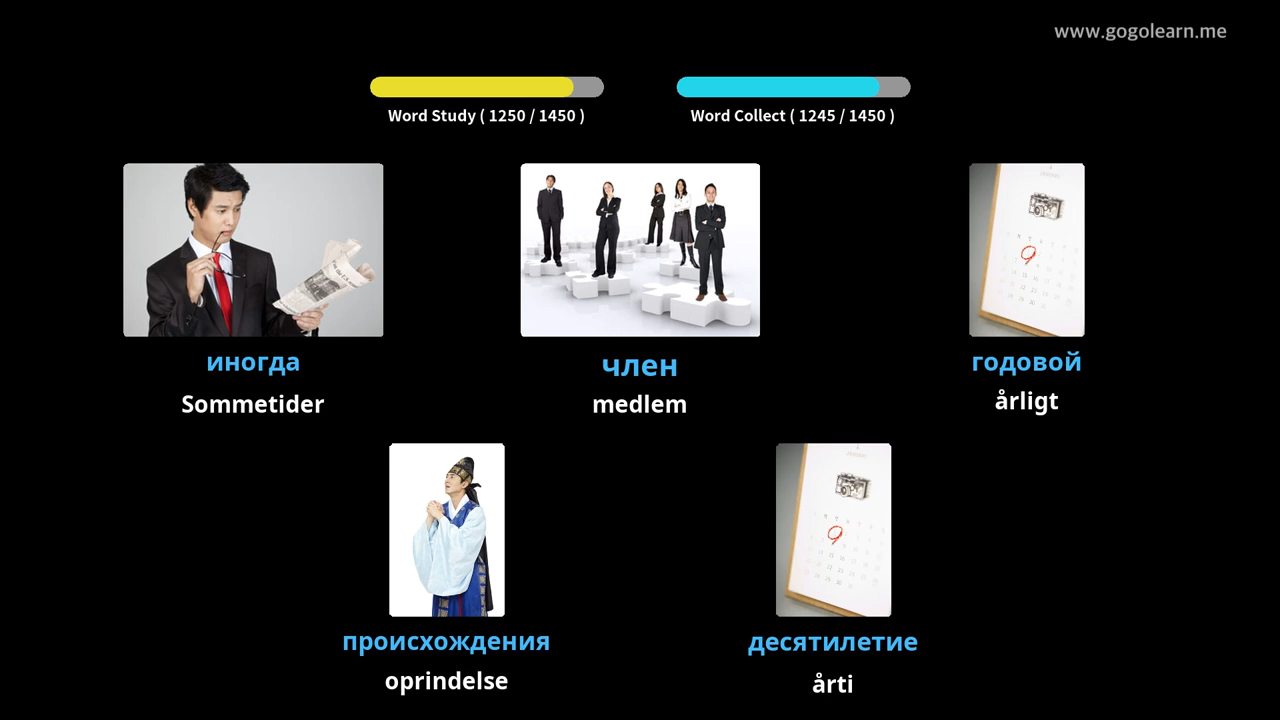 www.gogolearn.me
Word Study ( 1250 / 1450 )
Word Collect ( 1245 / 1450 )
иногда
Sommetider
член
medlem
годовой
årligt
происхождения
oprindelse
десятилетие
årti